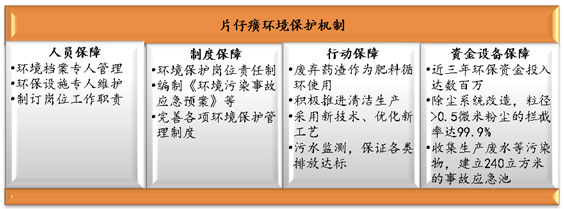 片仔癀环境保护机制
人员保障
•环境档案专人管理
•环保设施专人维护
•制订岗位工作职责
制度保障
•环境保护岗位责任制
•编制《环境污染事故
应急预案》等
•完善各项环境保护管
理制度
行动保障
•废弃药渣作为肥料循
环使用
•积极推进清洁生产
•采用新技术、优化新
工艺
•污水监测，保证各类
排放达标
资金设备保障
•近三年环保资金投入
达数百万
•除尘系统改造，粒径
>0.5微米粉尘的拦截
率达99.9%
•收集生产废水等污染
物，建立240立方米
的事故应急池